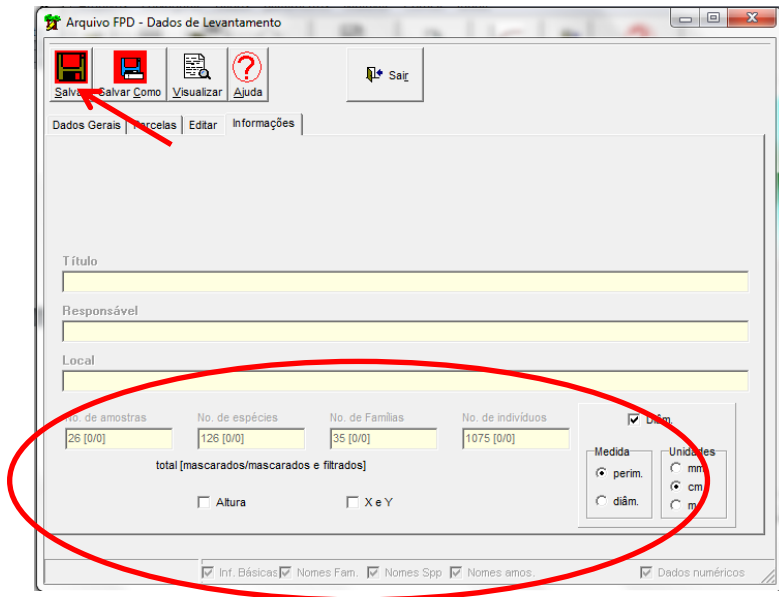 Arquivo FPD - Dados de Levantamento
Salvar Salvar Como Visualizar Ajuda Sair
Dados Gerais Parcelas Editar Informações
Título
Responsável
Local
No. de amostras No. de espécies No. de Famílias No. de indivíduos Diâm.
26 [0/0] 126 [0/0] 35 [0/0] 1075 [0/0]
Medida Unidades
total [mascarados/mascarados e filtrados]
perim. mm
cm
Altura X e Y diâm. m
Inf. Básicas Nomes Fam. Nomes Spp Nomes amos. Dados numéricos